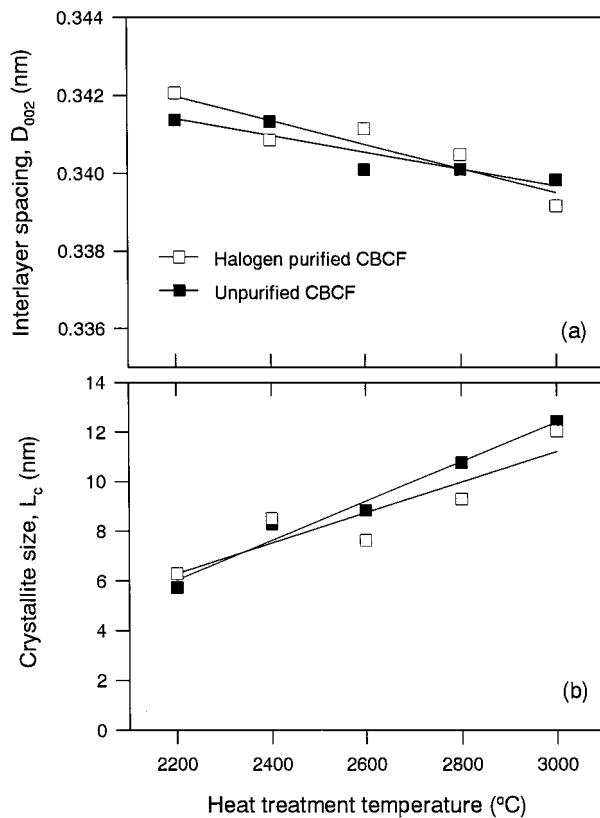 0.344
0.342
0.340
0.338
0.336
Interlayer spacing, D002 (nm)
Halogen purified CBCF
Unpurified CBCF
(a)
14
12
10
8
6
4
2
0
Crystallite size, Lc (nm)
(b)
2200 2400 2600 2800 3000
Heat treatment temperature (ºC)